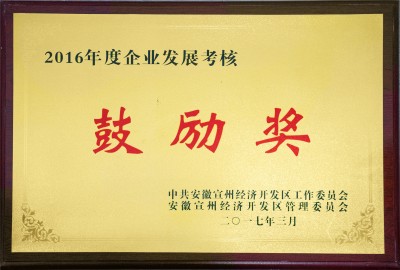 2016年度企业发展考核
鼓励奖
中共安徽宣州经济开发区工作委员会
安徽宣州经济开发区管理委员会
二〇一七年三月